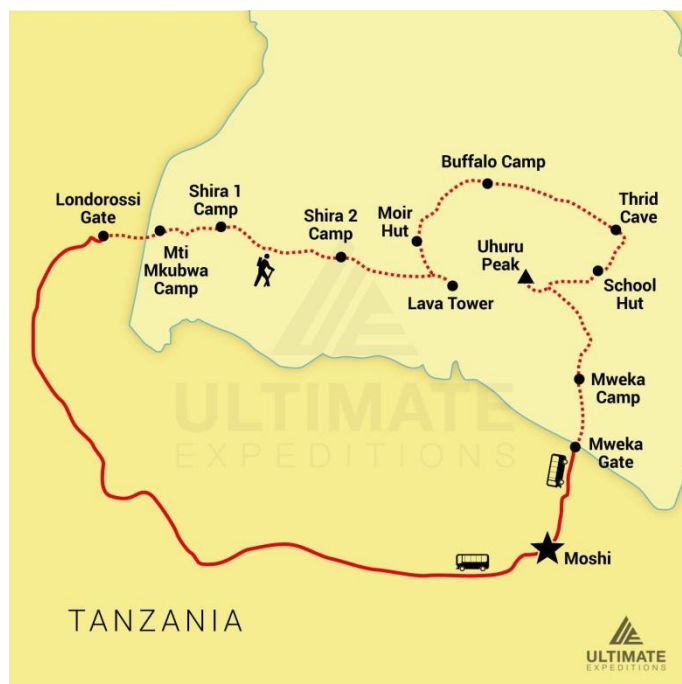 Buffalo Camp
Londorossi
Gate
Shira 1
Camp
Shira 2
Camp
Moir
Hut
Thrid
Cave
Uhuru
Peak
Mti
Mkubwa
Camp
Lava Tower
School
Hut
Mweka
Camp
Mweka
Gate
ULTIMATE
EXPEDITIONS
Moshi
TANZANIA
ULTIMATE
EXPEDITIONS